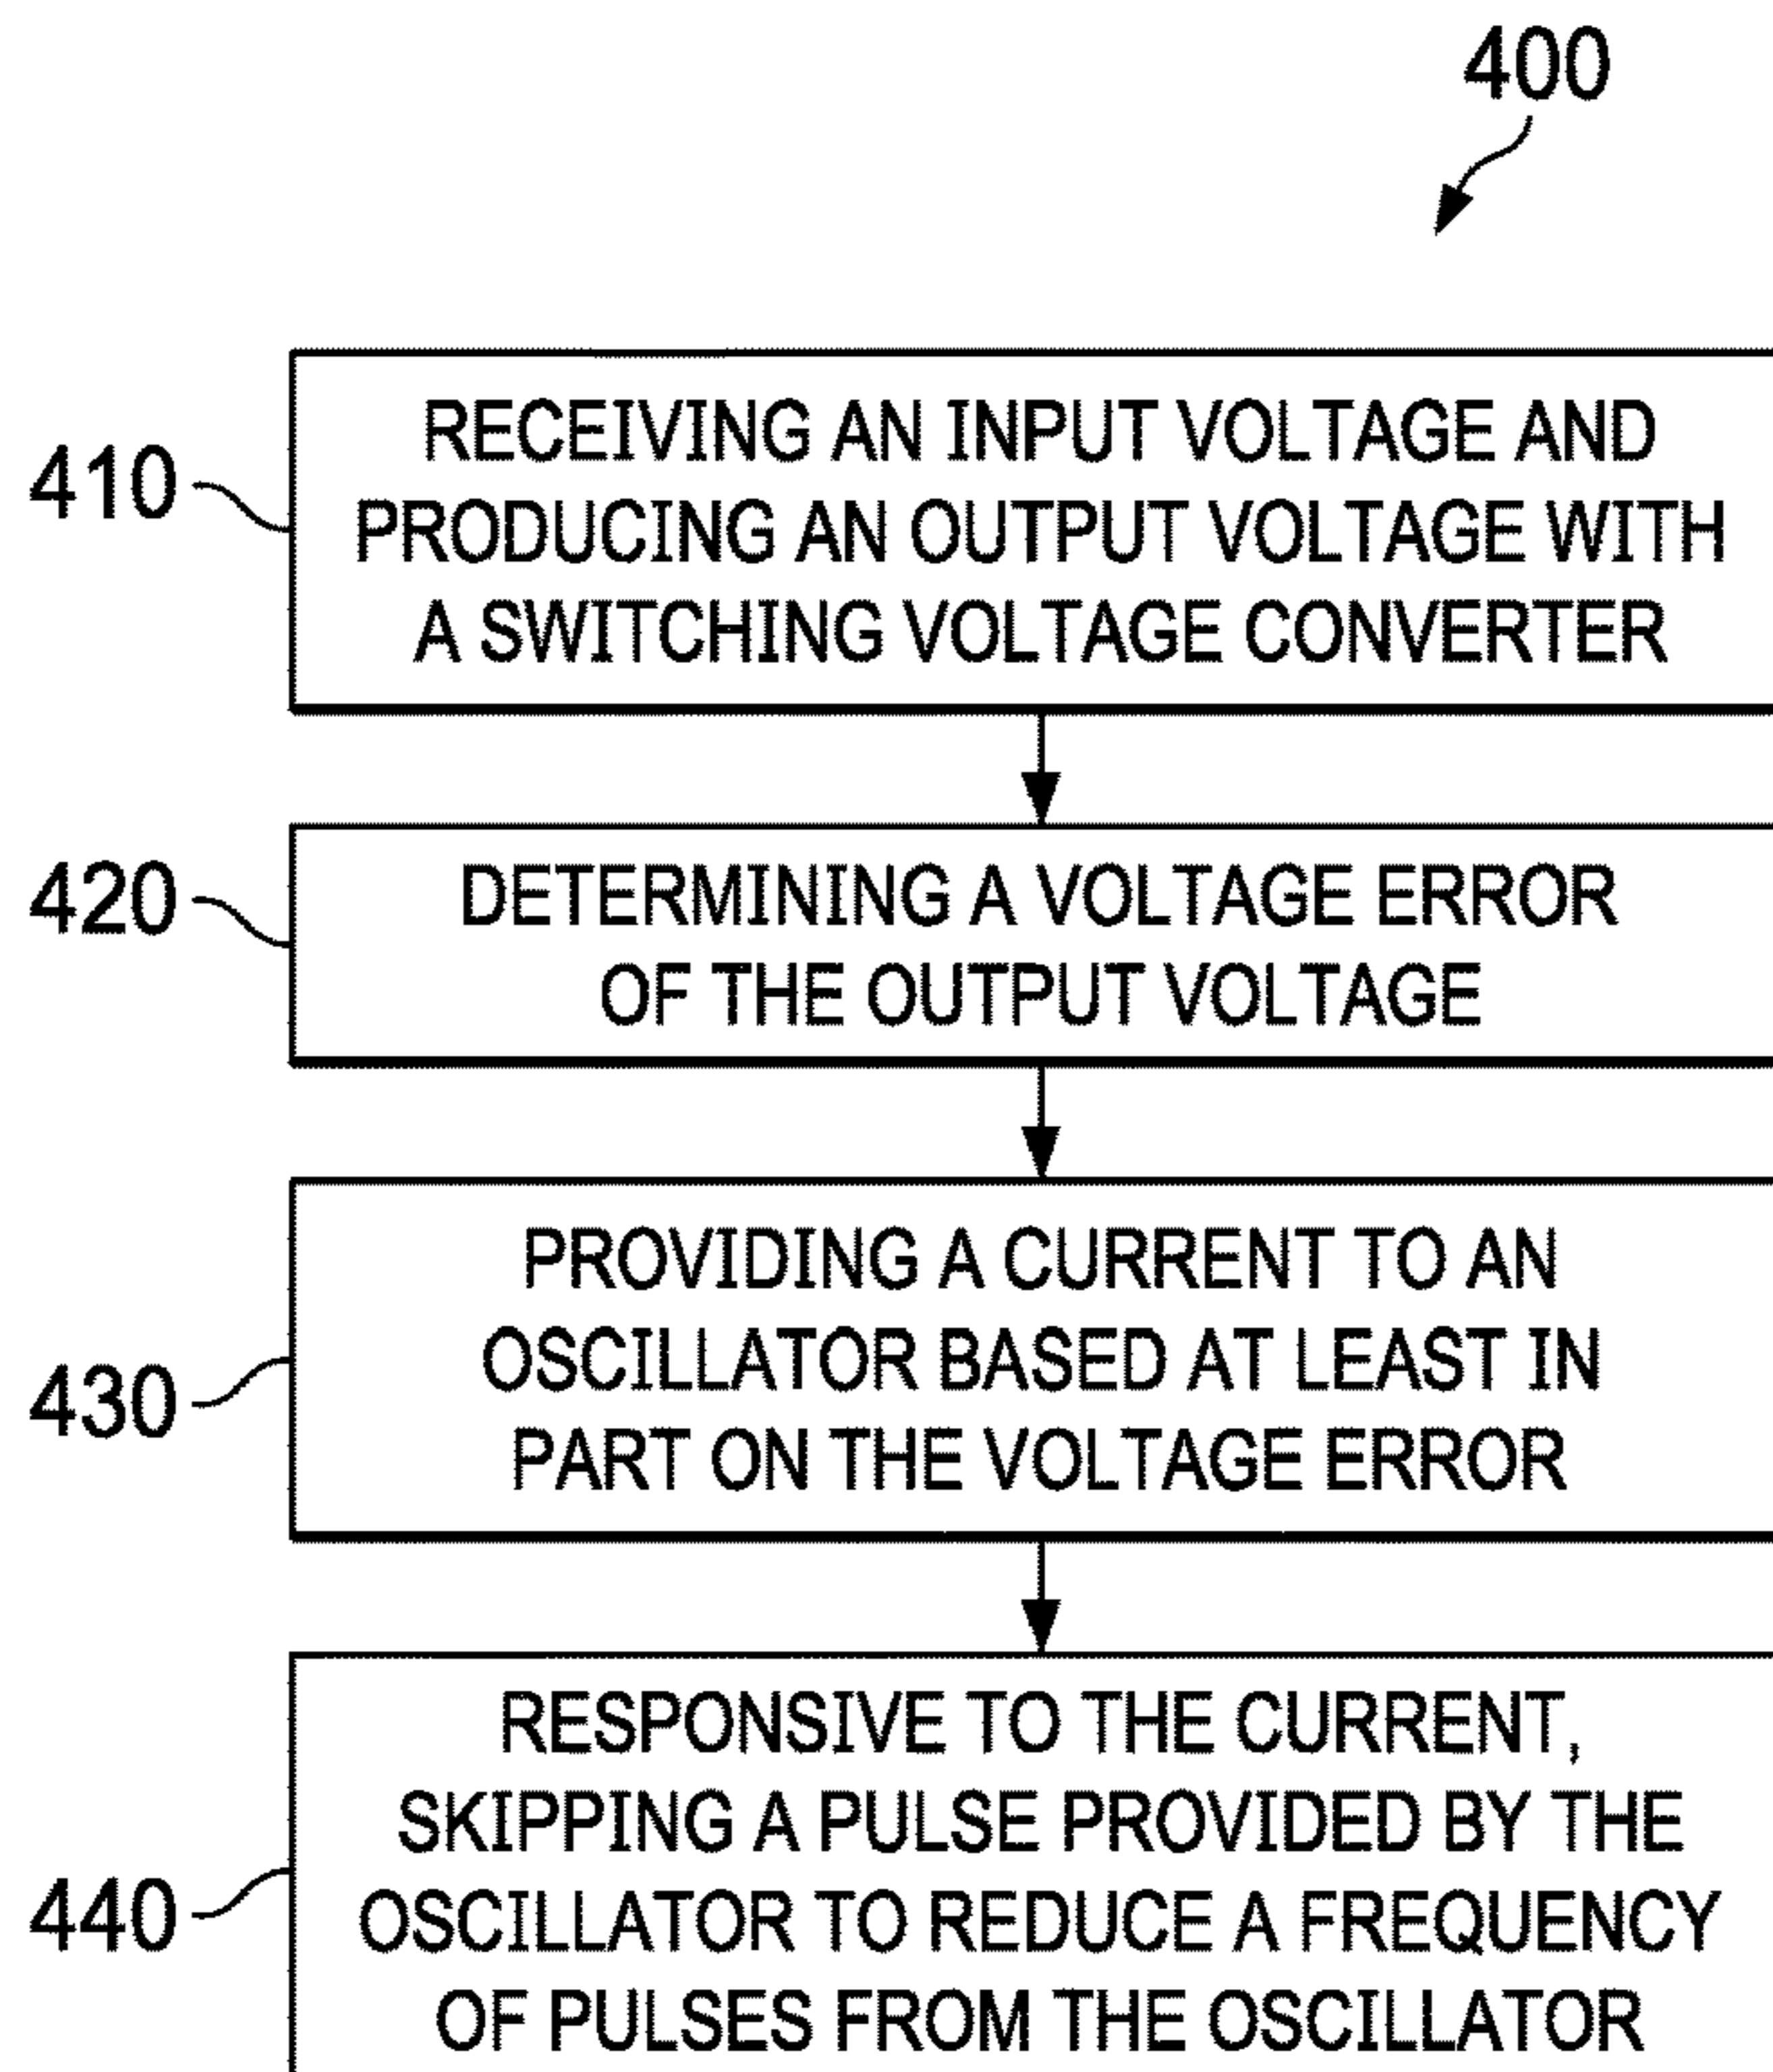 400
410
RECEIVING AN INPUT VOLTAGE AND
PRODUCING AN OUTPUT VOLTAGE WITH
A SWITCHING VOLTAGE CONVERTER
420
DETERMINING A VOLTAGE ERROR
OF THE OUTPUT VOLTAGE
430
PROVIDING A CURRENT TO AN
OSCILLATOR BASED AT LEAST IN
PART ON THE VOLTAGE ERROR
440
RESPONSIVE TO THE CURRENT,
SKIPPING A PULSE PROVIDED BY THE
OSCILLATOR TO REDUCE A FREQUENCY
OF PULSES FROM THE OSCILLATOR